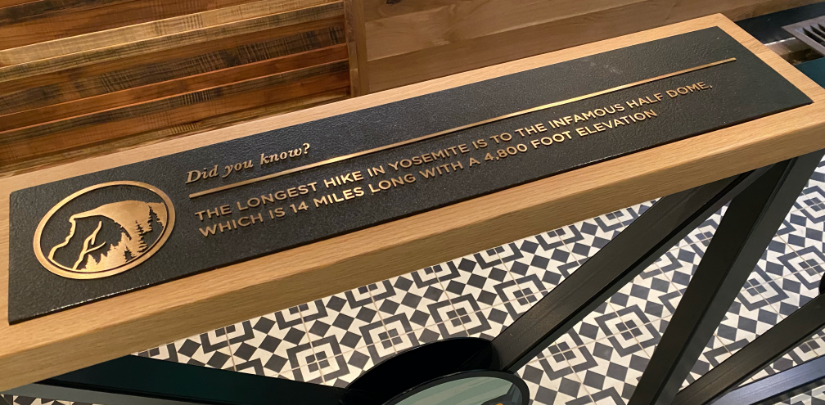 Did you know?
THE LONGEST HIKE IN YOSEMITE IS TO THE INFAMOUS HALF DOME,
WHICH IS 14 MILES LONG WITH A 4,800 FOOT ELEVATION